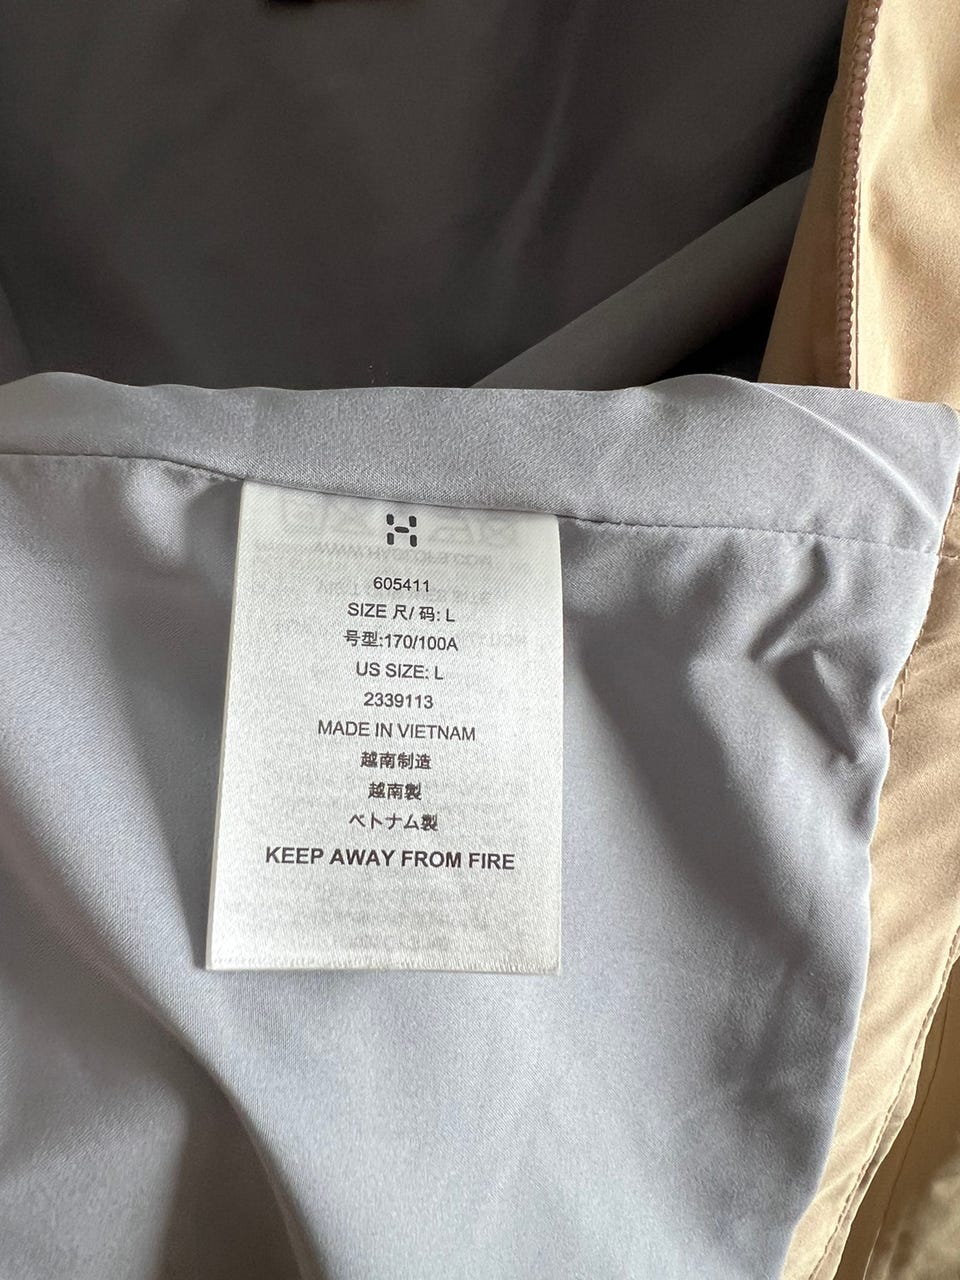 605411
SIZE 尺/ 码: L
号型:170/100A
US SIZE: L
2339113
MADE IN VIETNAM
越南制造
越南製
ベトナム製
KEEP AWAY FROM FIRE